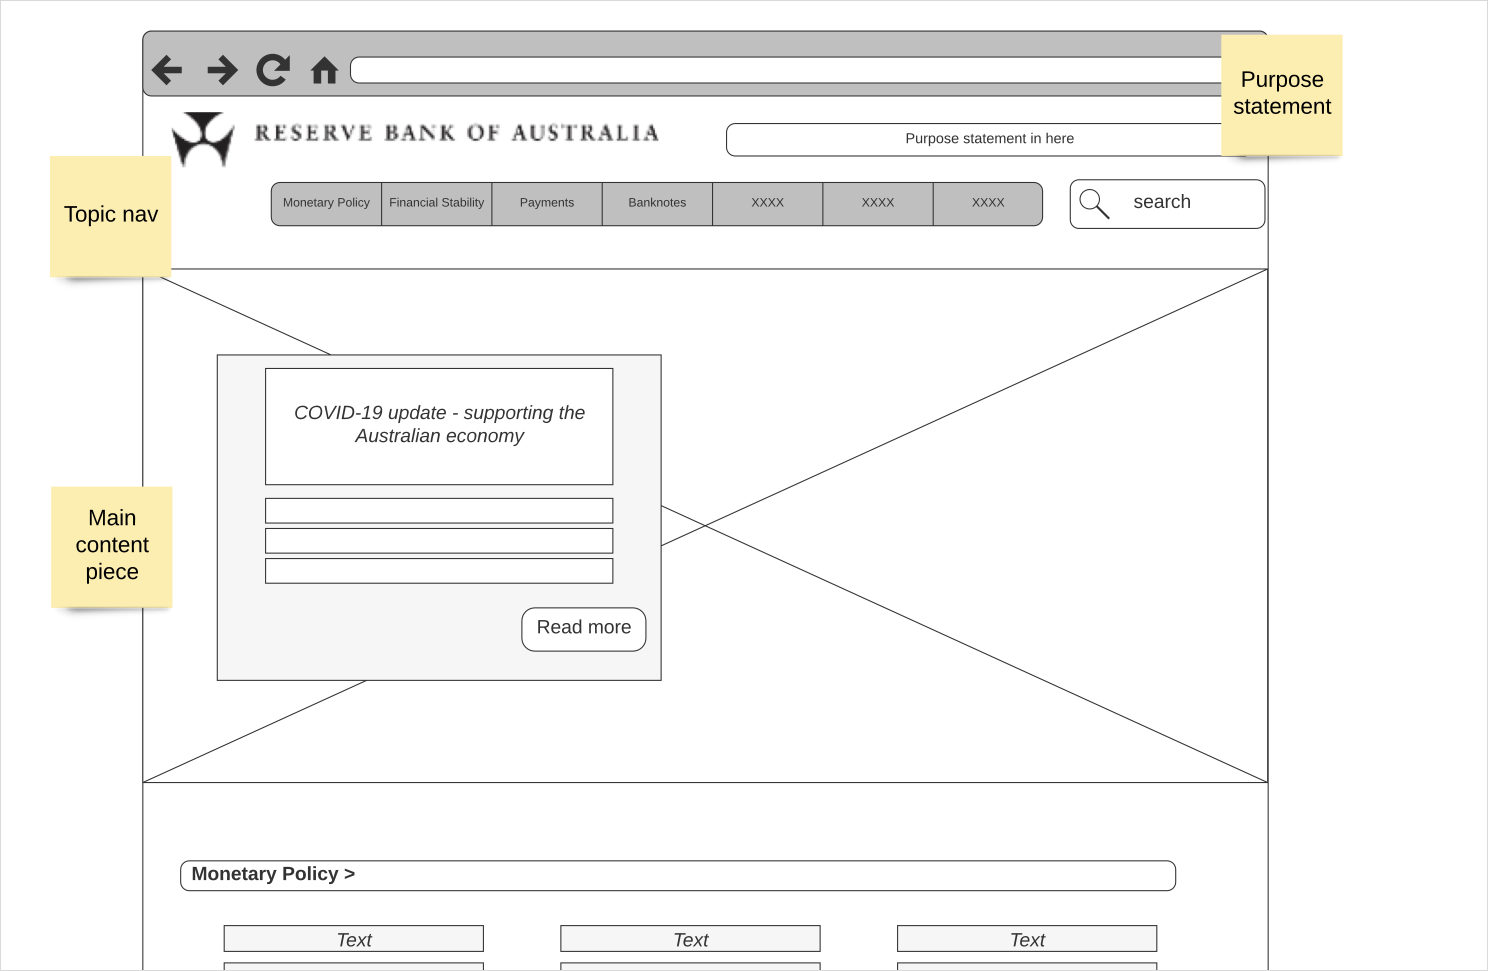 Purpose
statement
RESERVE BANK OF AUSTRALIA
Purpose statement in here
Topic nav
Monetary Policy
Financial Stability
Payments
Banknotes
XXXX
XXXX
XXXX
search
COVID-19 update - supporting the
Australian economy
Main
content
piece
Read more
Monetary Policy >
Text
Text
Text